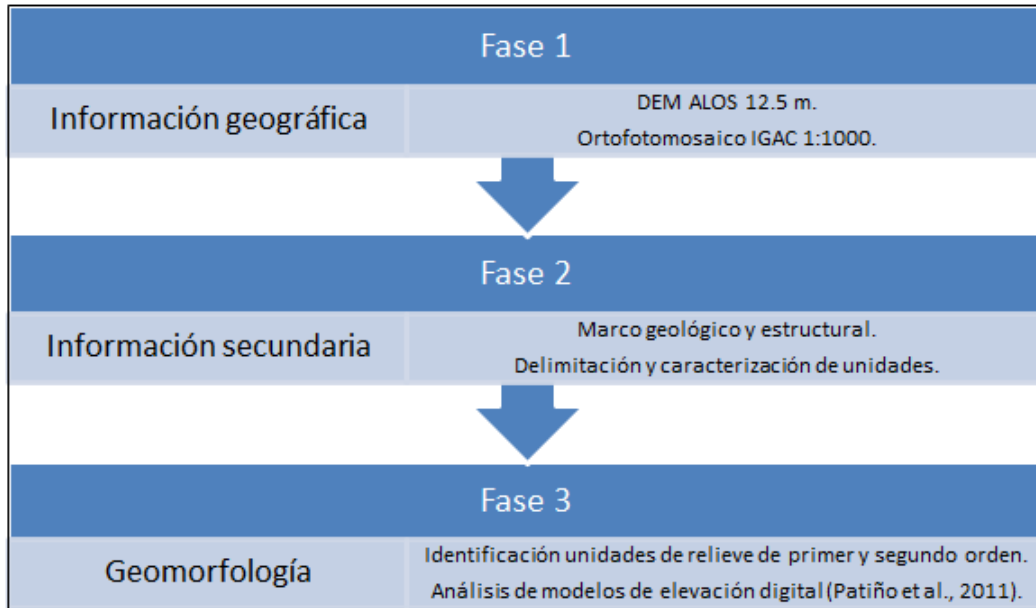 Fase 1
Información geográfica
DEM ALOS 12.5 m.
Ortofotomosaico IGAC 1:1000.
Fase 2
Información secundaria
Marco geológico y estructural.
Delimitación y caracterización de unidades.
Fase 3
Geomorfología
Identificación unidades de relieve de primer y segundo orden.
Análisis de modelos de elevación digital (Patiño et al., 2011).